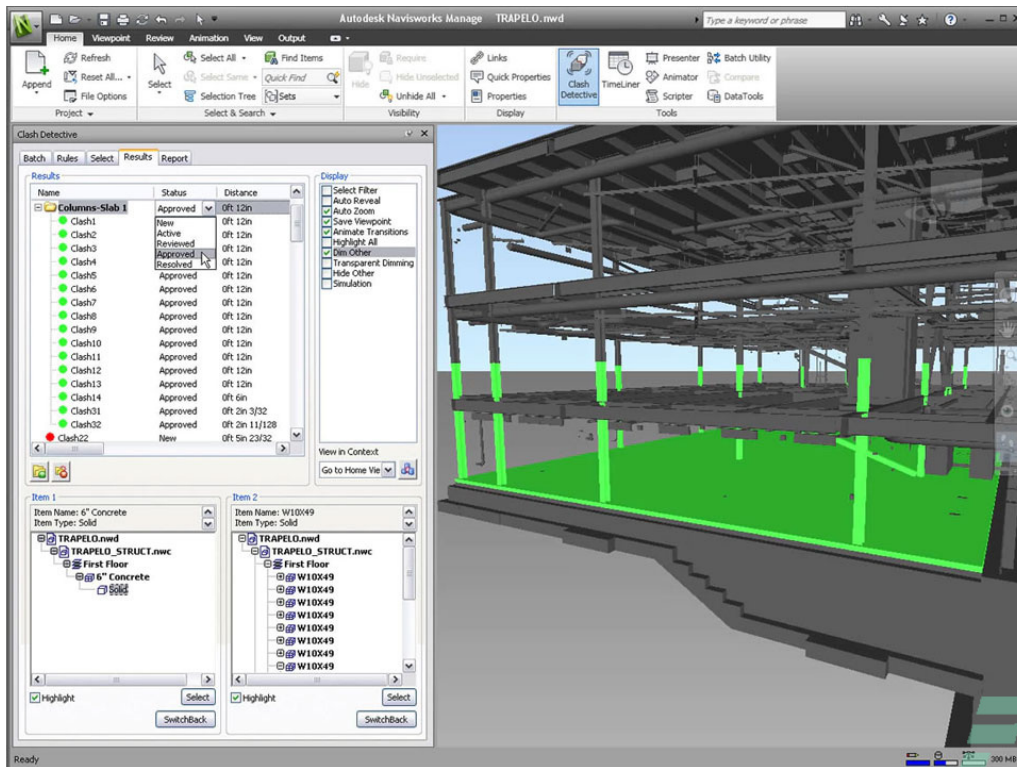 Autodesk Navisworks Manage TRAPELO.nwd
Type a keyword or phrase
Home Viewpoint Review Animation View Output
Append
Refresh
Reset All...
File Options
Project
Select
Select All
Select Same
Selection Tree
Find Items
Quick Find
Sets
Select & Search
Hide
Require
Hide Unselected
Unhide All
Visibility
Links
Quick Properties
Properties
Display
Clash Detective
TimeLiner
Presenter
Animator
Scripter
Batch Utility
Compare
DataTools
Tools
Clash Detective
Batch Rules Select Results Report
Results
Name Status Distance
Columns-Slab 1 Approved 0ft 12in
Clash1 0ft 12in
Clash2 0ft 12in
Clash3 0ft 12in
Clash4 0ft 12in
New
Active
Reviewed
Approved
Resolved
Clash5 Approved 0ft 12in
Clash6 Approved 0ft 12in
Clash7 Approved 0ft 12in
Clash8 Approved 0ft 12in
Clash9 Approved 0ft 12in
Clash10 Approved 0ft 12in
Clash11 Approved 0ft 12in
Clash12 Approved 0ft 12in
Clash13 Approved 0ft 12in
Clash14 Approved 0ft 6in
Clash31 Approved 0ft 2in 3/32
Clash32 Approved 0ft 2in 11/128
Clash22 New 0ft 5in 23/32
Display
Select Filter
Auto Reveal
Auto Zoom
Save Viewpoint
Animate Transitions
Highlight All
Dim Other
Transparent Dimming
Hide Other
Simulation
View in Context
Go to Home Vie
Item 1
Item Name: 6" Concrete
Item Type: Solid
TRAPELO.nwd
TRAPELO_STRUCT.nwc
First Floor
6" Concrete
Solid
Highlight
Select
SwitchBack
Item 2
Item Name: W10X49
Item Type: Solid
TRAPELO.nwd
TRAPELO_STRUCT.nwc
First Floor
W10X49
W10X49
W10X49
W10X49
W10X49
W10X49
W10X49
W10X49
Highlight
Select
SwitchBack
Ready
300 MB